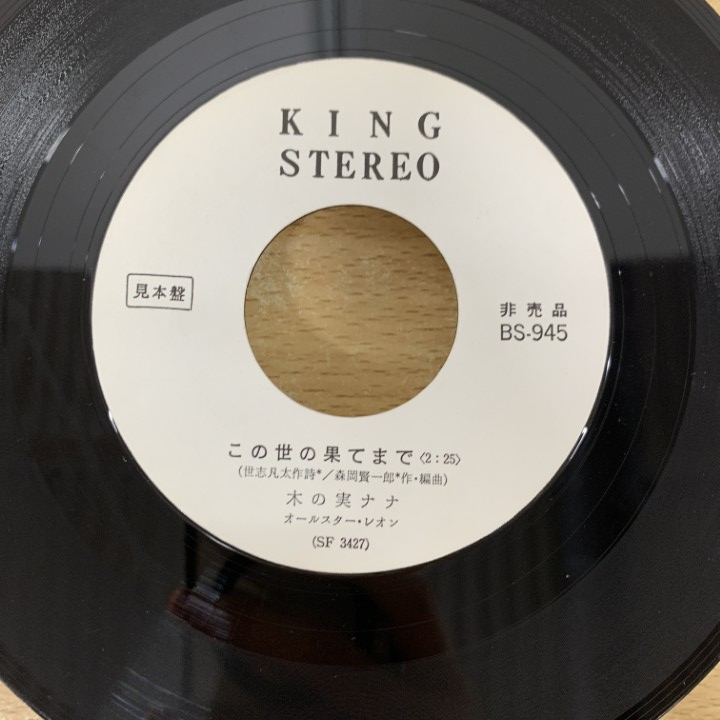 KING
STEREO
見本盤
非売品
BS-945
この世の果てまで〈2:25〉
(世志凡太作詩*/森岡賢一郎*作・編曲)
木の実ナナ
オールスター・レオン
(SF 3427)